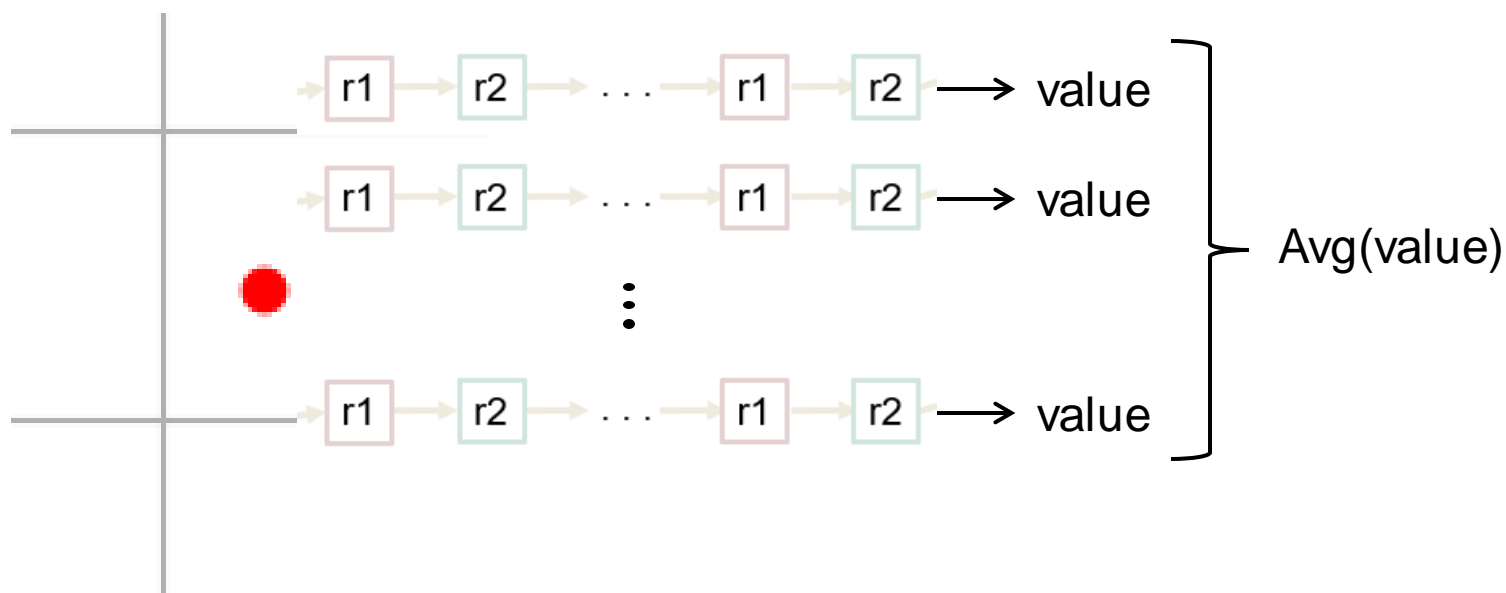 r1 r2 . . . r1 r2 value
r1 r2 . . . r1 r2 value
Avg(value)
r1 r2 . . . r1 r2 value